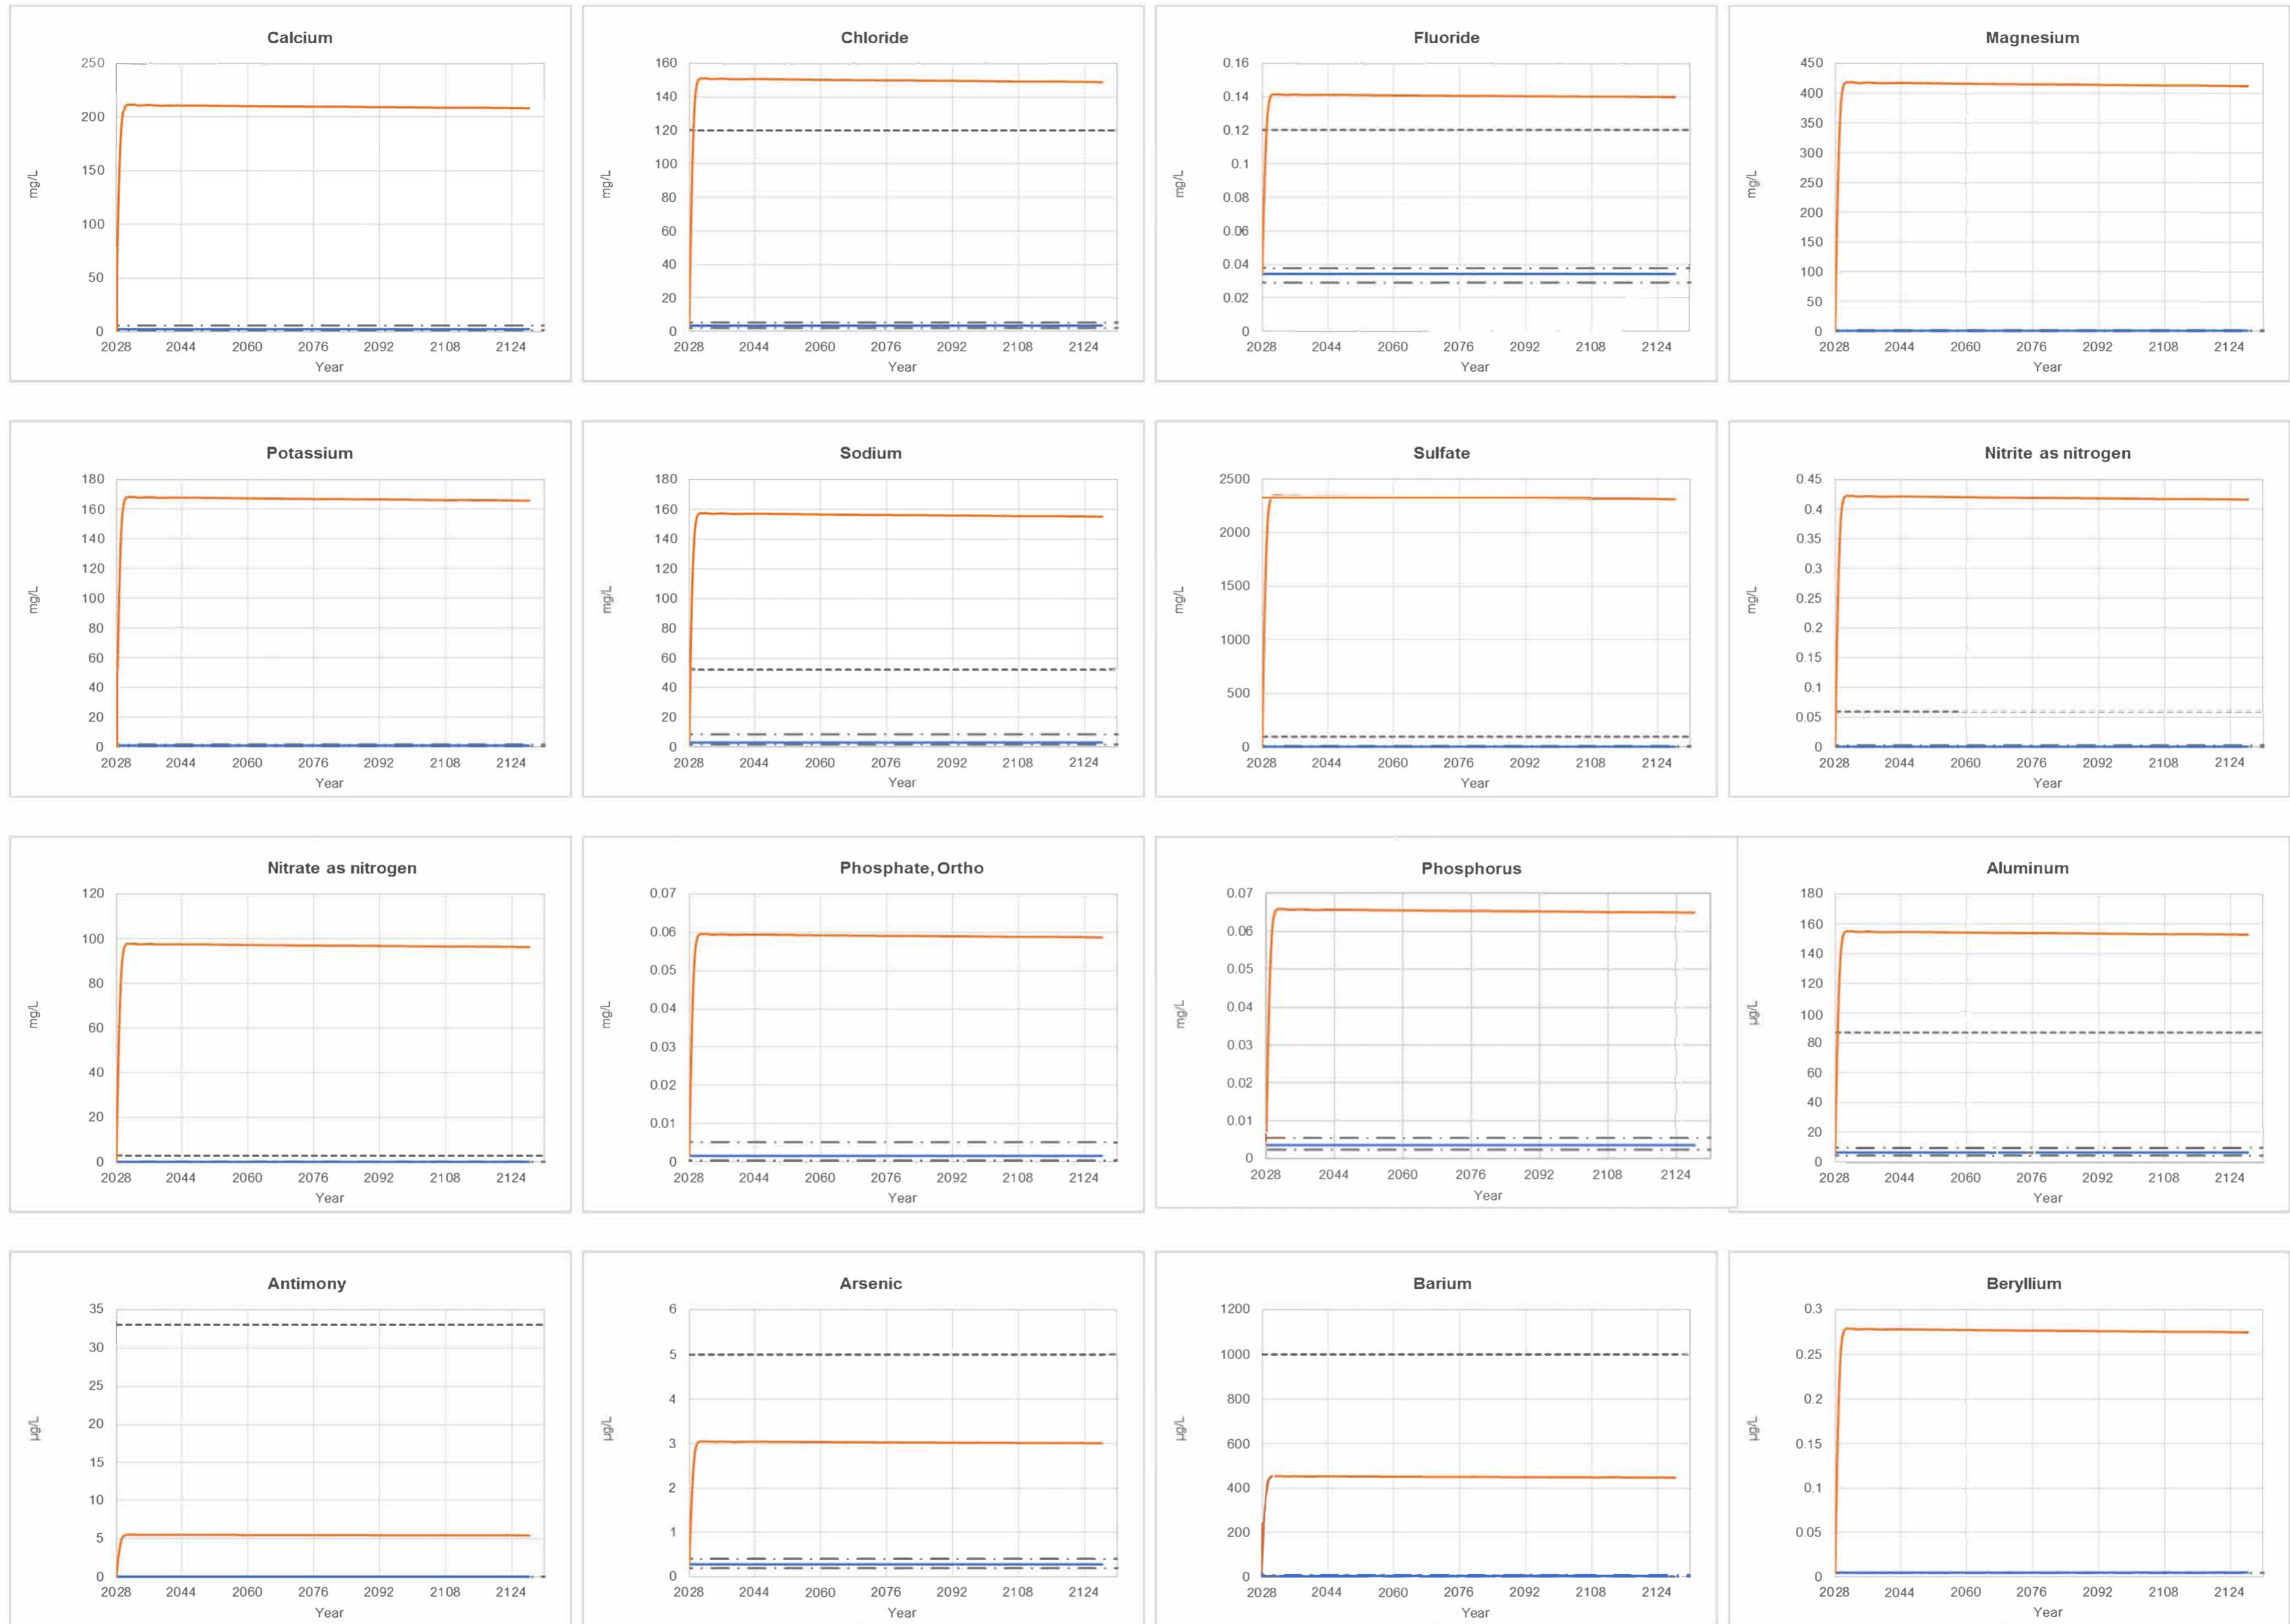 Calcium
250
200
150
100
50
0
mg/L
2028 2044 2060 2076 2092 2108 2124
Year
Chloride
160
140
120
100
80
60
40
20
0
mg/L
2028 2044 2060 2076 2092 2108 2124
Year
Fluoride
0.16
0.14
0.12
0.1
0.08
0.06
0.04
0.02
0
mg/L
2028 2044 2060 2076 2092 2108 2124
Year
Magnesium
450
400
350
300
250
200
150
100
50
0
mg/L
2028 2044 2060 2076 2092 2108 2124
Year
Potassium
180
160
140
120
100
80
60
40
20
0
mg/L
2028 2044 2060 2076 2092 2108 2124
Year
Sodium
180
160
140
120
100
80
60
40
20
0
mg/L
2028 2044 2060 2076 2092 2108 2124
Year
Sulfate
2500
2000
1500
1000
500
0
mg/L
2028 2044 2060 2076 2092 2108 2124
Year
Nitrite as nitrogen
0.45
0.4
0.35
0.3
0.25
0.2
0.15
0.1
0.05
0
mg/L
2028 2044 2060 2076 2092 2108 2124
Year
Nitrate as nitrogen
120
100
80
60
40
20
0
mg/L
2028 2044 2060 2076 2092 2108 2124
Year
Phosphate, Ortho
0.07
0.06
0.05
0.04
0.03
0.02
0.01
0
mg/L
2028 2044 2060 2076 2092 2108 2124
Year
Phosphorus
0.07
0.06
0.05
0.04
0.03
0.02
0.01
0
mg/L
2028 2044 2060 2076 2092 2108 2124
Year
Aluminum
180
160
140
120
100
80
60
40
20
0
µg/L
2028 2044 2060 2076 2092 2108 2124
Year
Antimony
35
30
25
20
15
10
5
0
µg/L
2028 2044 2060 2076 2092 2108 2124
Year
Arsenic
6
5
4
3
2
1
0
µg/L
2028 2044 2060 2076 2092 2108 2124
Year
Barium
1200
1000
800
600
400
200
0
µg/L
2028 2044 2060 2076 2092 2108 2124
Year
Beryllium
0.3
0.25
0.2
0.15
0.1
0.05
0
µg/L
2028 2044 2060 2076 2092 2108 2124
Year